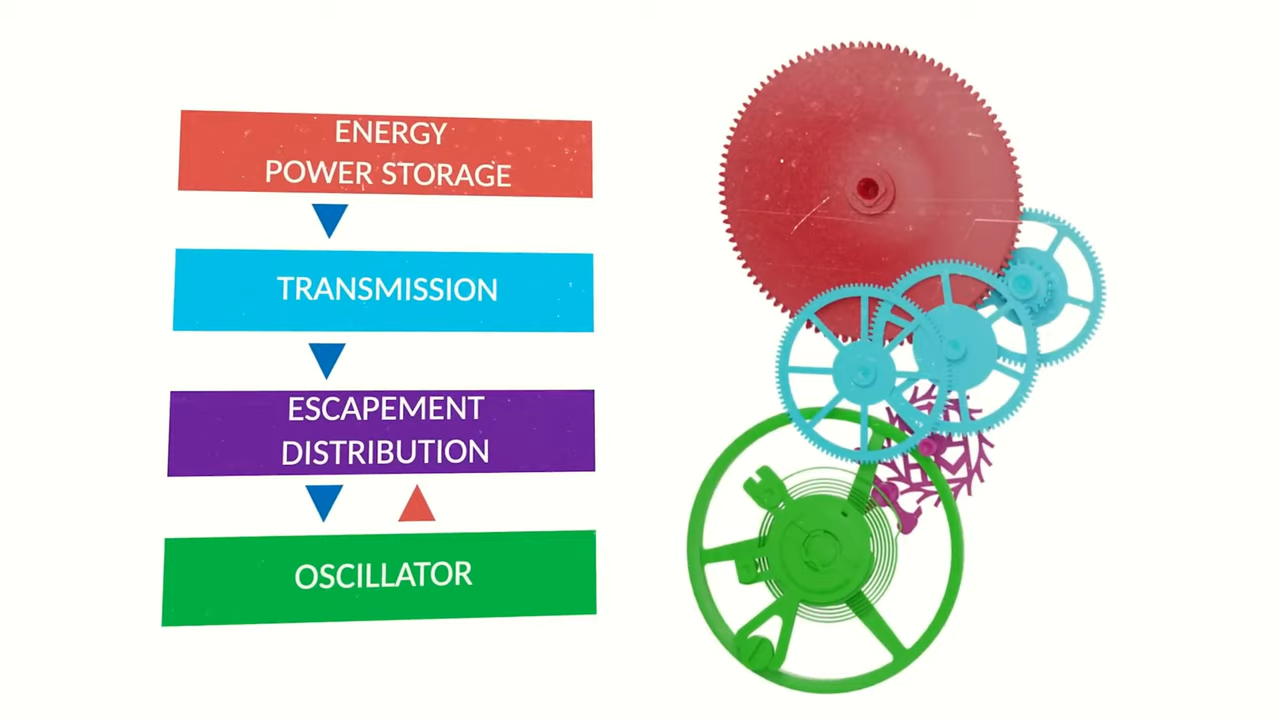 ENERGY
POWER STORAGE
TRANSMISSION
ESCAPEMENT
DISTRIBUTION
OSCILLATOR